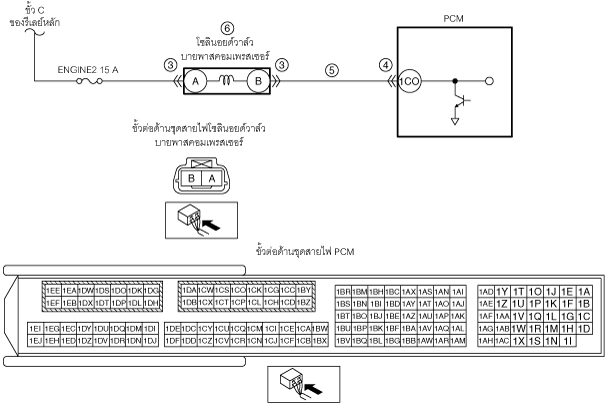 ขั้ว C
ของรีเลย์หลัก
ENGINE2 15 A
3
6
โซลินอยด์วาล์ว
บายพาสคอมเพรสเซอร์
A
B
3
5
4
PCM
1CO
ขั้วต่อด้านชุดสายไฟโซลินอยด์วาล์ว
บายพาสคอมเพรสเซอร์
B A
ขั้วต่อด้านชุดสายไฟ PCM
1EE 1EA 1DW 1DS 1DO 1DK 1DG
1EF 1EB 1DX 1DT 1DP 1DL 1DH
1EI 1EG 1EC 1DY 1DU 1DQ 1DM 1DI
1EJ 1EH 1ED 1DZ 1DV 1DR 1DN 1DJ
1DA 1CW 1CS 1CO 1CK 1CG 1CC 1BY
1DB 1CX 1CT 1CP 1CL 1CH 1CD 1BZ
1DE 1DC 1CY 1CU 1CQ 1CM 1CI 1CE 1CA 1BW
1DF 1DD 1CZ 1CV 1CR 1CN 1CJ 1CF 1CB 1BX
1BR 1BM 1BH 1BC 1AX 1AS 1AN 1AI
1BS 1BN 1BI 1BD 1AY 1AT 1AO 1AJ
1BT 1BO 1BJ 1BE 1AZ 1AU 1AP 1AK
1BU 1BP 1BK 1BF 1BA 1AV 1AQ 1AL
1BV 1BQ 1BL 1BG 1BB 1AW 1AR 1AM
1AD 1Y 1T 1O 1J 1E 1A
1AE 1Z 1U 1P 1K 1F 1B
1AF 1AA 1V 1Q 1L 1G 1C
1AG 1AB 1W 1R 1M 1H 1D
1AH 1AC 1X 1S 1N 1I